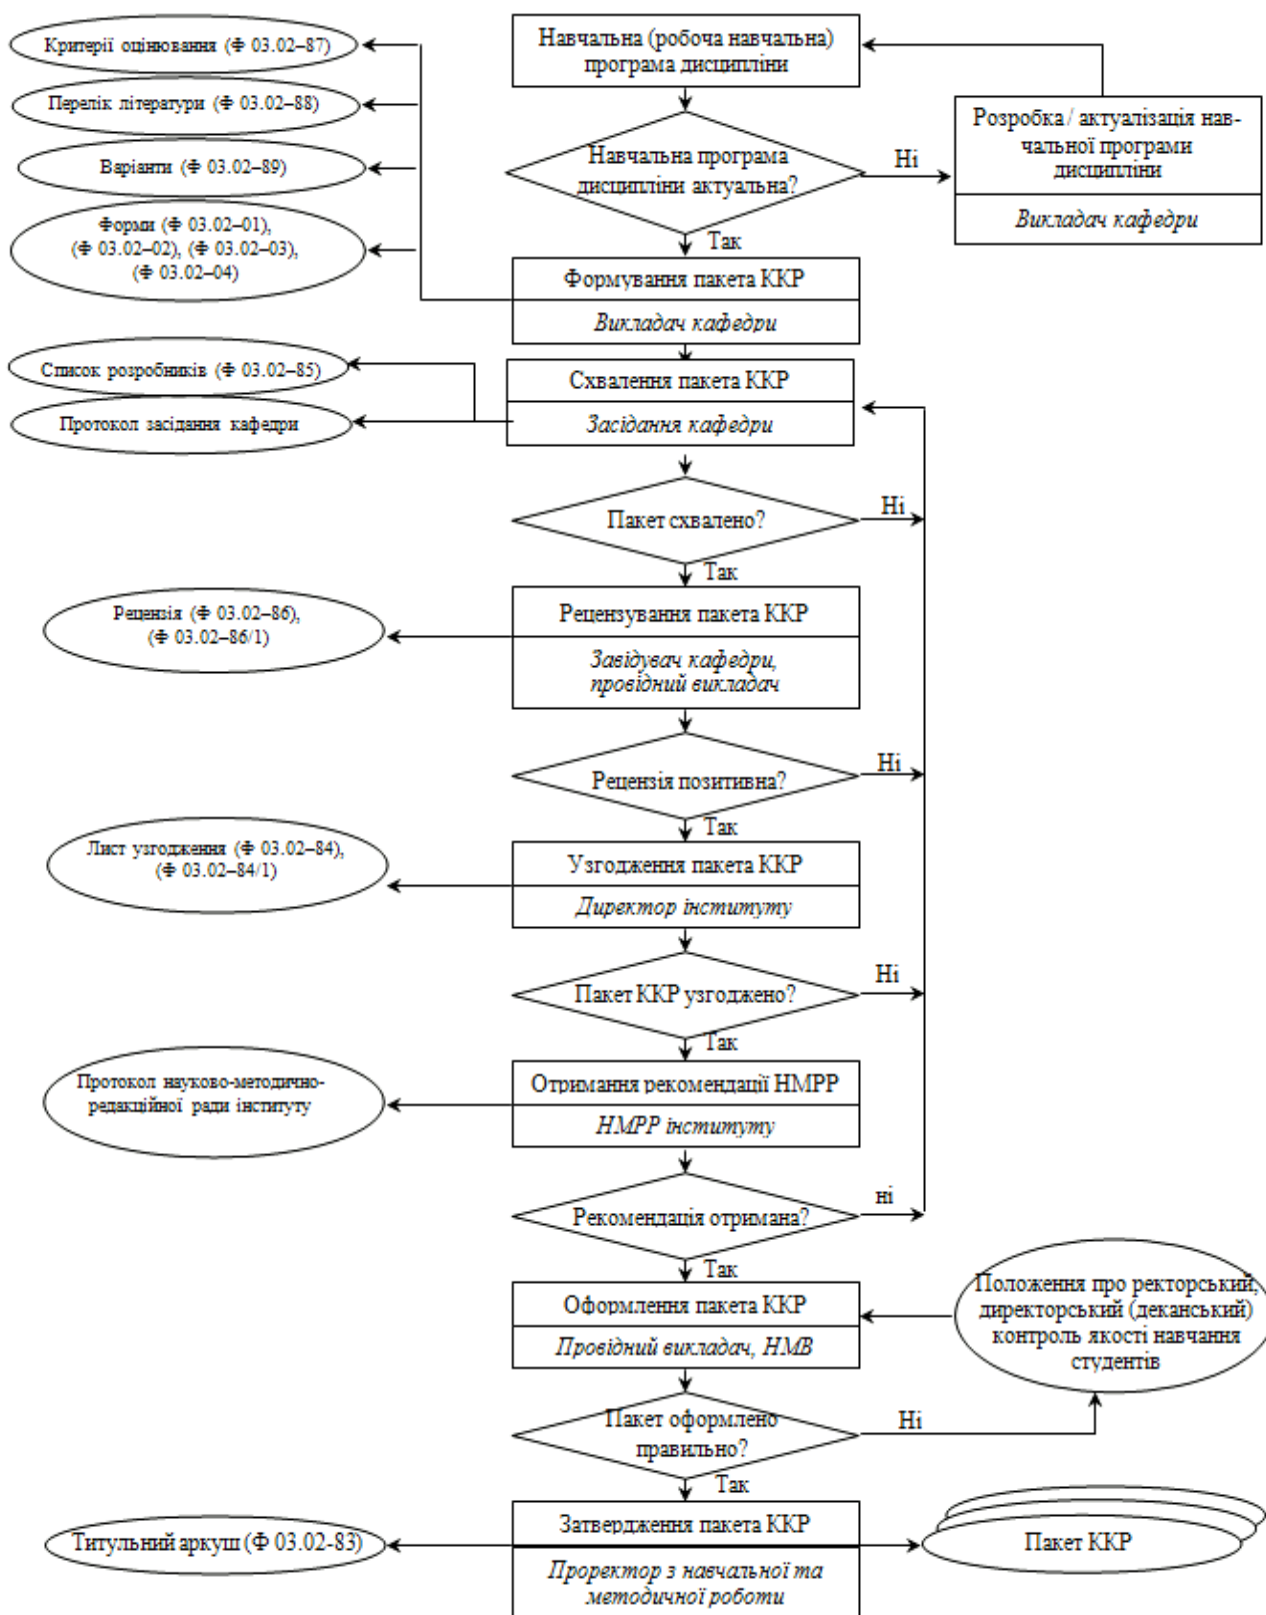 Критерії оцінювання (Ф 03.02–87)
Навчальна (робоча навчальна)
програма дисципліни
Перелік літератури (Ф 03.02–88)
Розробка / актуалізація нав-
чальної програми
дисципліни
Викладач кафедри
Варіанти (Ф 03.02–89)
Навчальна програма
дисципліни актуальна?
Ні
Форми (Ф 03.02–01),
(Ф 03.02–02), (Ф 03.02–03),
(Ф 03.02–04)
Так
Формування пакета ККР
Викладач кафедри
Список розробників (Ф 03.02–85)
Схвалення пакета ККР
Засідання кафедри
Протокол засідання кафедри
Пакет схвалено?
Ні
Так
Рецензія (Ф 03.02–86),
(Ф 03.02–86/1)
Рецензування пакета ККР
Завідувач кафедри,
провідний викладач
Рецензія позитивна?
Ні
Так
Лист узгодження (Ф 03.02–84),
(Ф 03.02–84/1)
Узгодження пакета ККР
Директор інституту
Пакет ККР узгоджено?
Ні
Так
Протокол науково-методично-
редакційної ради інституту
Отримання рекомендації НМРР
НМРР інституту
Рекомендація отримана?
ні
Так
Оформлення пакета ККР
Провідний викладач, НМВ
Положення про ректорський,
директорський (деканський)
контроль якості навчання
студентів
Пакет оформлено
правильно?
Ні
Так
Титульний аркуш (Ф 03.02-83)
Затвердження пакета ККР
Проректор з навчальної та
методичної роботи
Пакет ККР